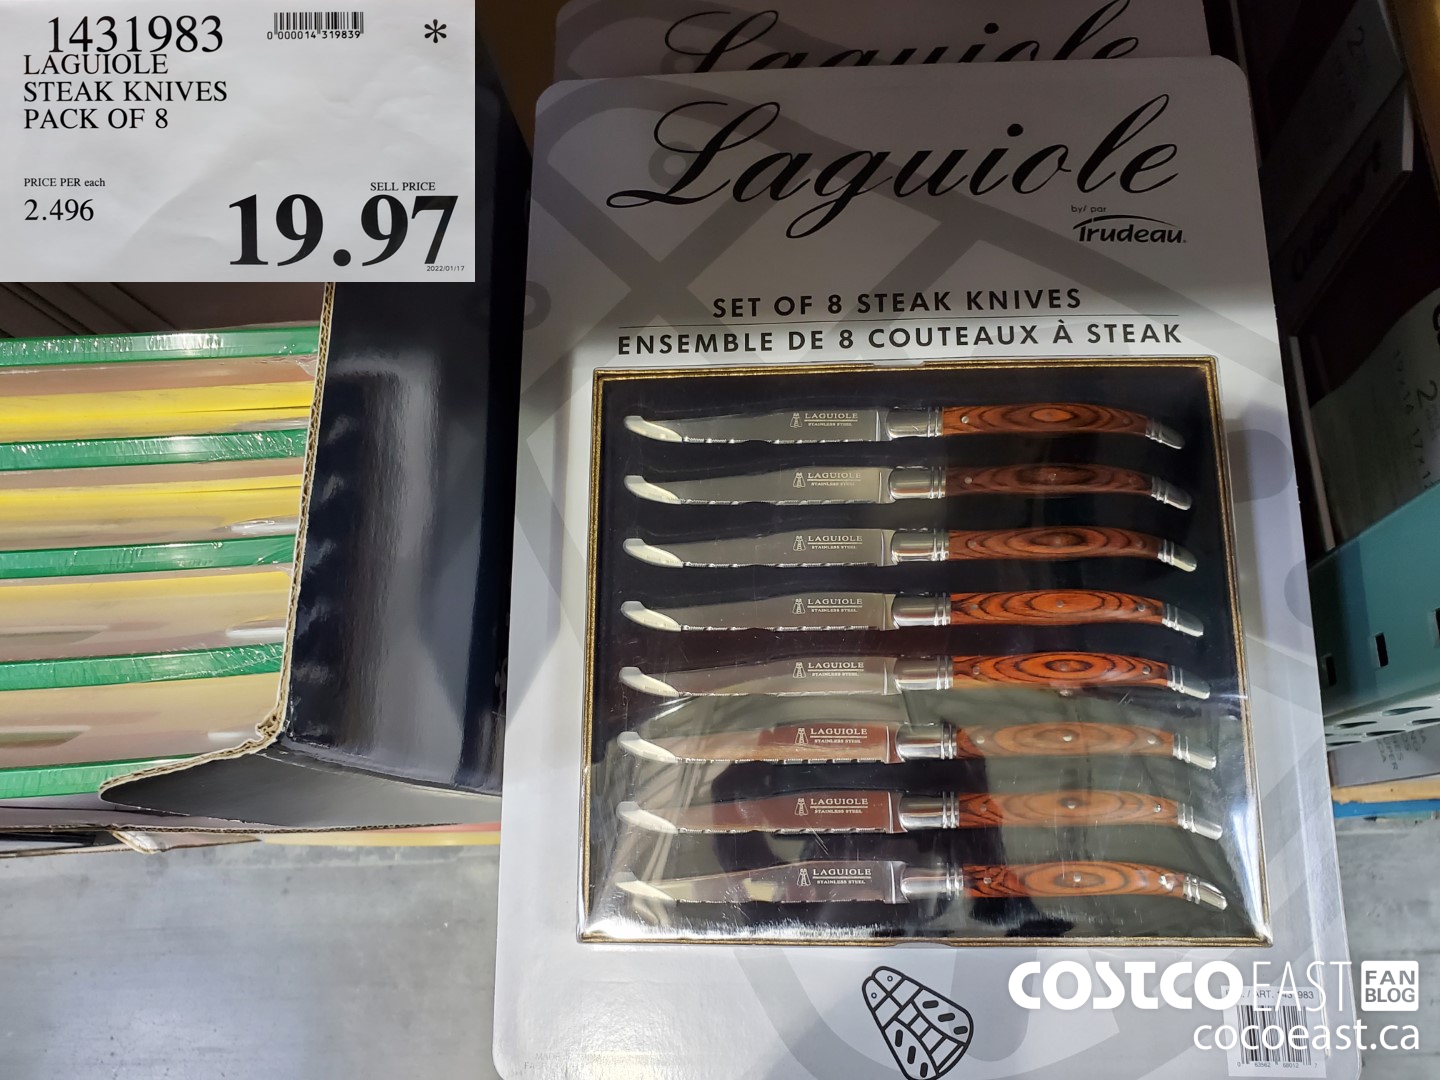 1431983
0 000014 319839
*
LAGUIOLE
STEAK KNIVES
PACK OF 8
PRICE PER each
2.496
SELL PRICE
19.97
2022/01/17
Laguiole
Laguiole
by/par
Trudeau
SET OF 8 STEAK KNIVES
ENSEMBLE DE 8 COUTEAUX À STEAK
LAGUIOLE
STAINLESS STEEL
LAGUIOLE
STAINLESS STEEL
LAGUIOLE
STAINLESS STEEL
LAGUIOLE
STAINLESS STEEL
LAGUIOLE
STAINLESS STEEL
LAGUIOLE
STAINLESS STEEL
LAGUIOLE
STAINLESS STEEL
LAGUIOLE
STAINLESS STEEL
COSTCO EAST FAN BLOG
/ ART. 1431983
cocoeast.ca